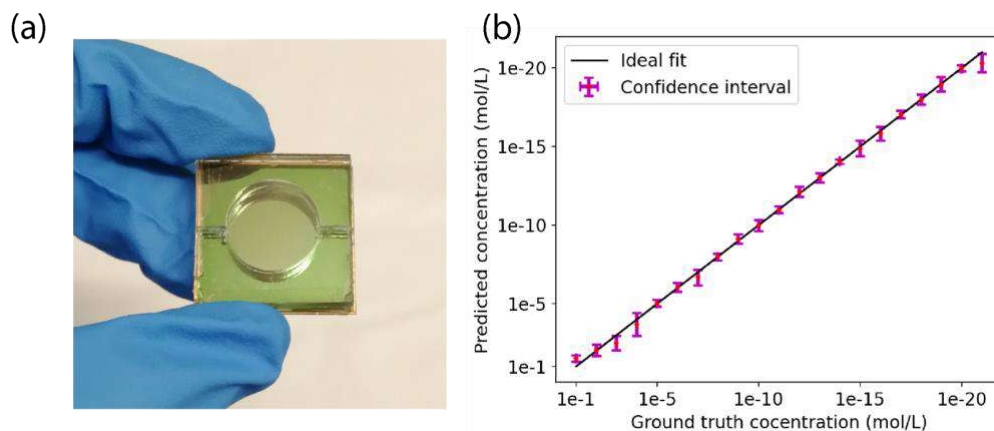 (a)
(b)
Ideal fit
Confidence interval
Predicted concentration (mol/L)
1e-20
1e-15
1e-10
1e-5
1e-1
1e-1 1e-5 1e-10 1e-15 1e-20
Ground truth cocentration (mol/L)